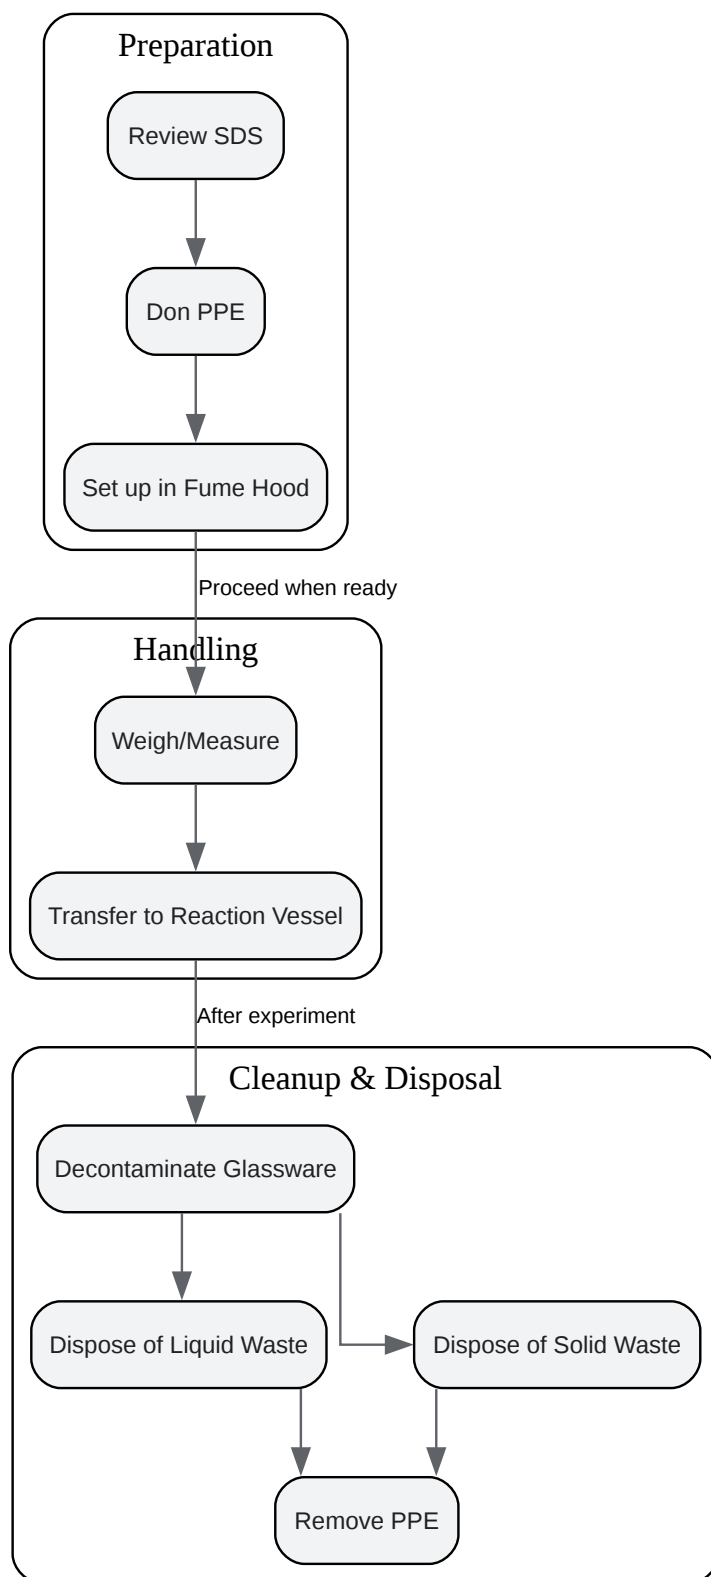 Preparation
Review SDS
Don PPE
Set up in Fume Hood
Proceed when ready
Handling
Weigh/Measure
Transfer to Reaction Vessel
After experiment
Cleanup & Disposal
Decontaminate Glassware
Dispose of Liquid Waste
Dispose of Solid Waste
Remove PPE